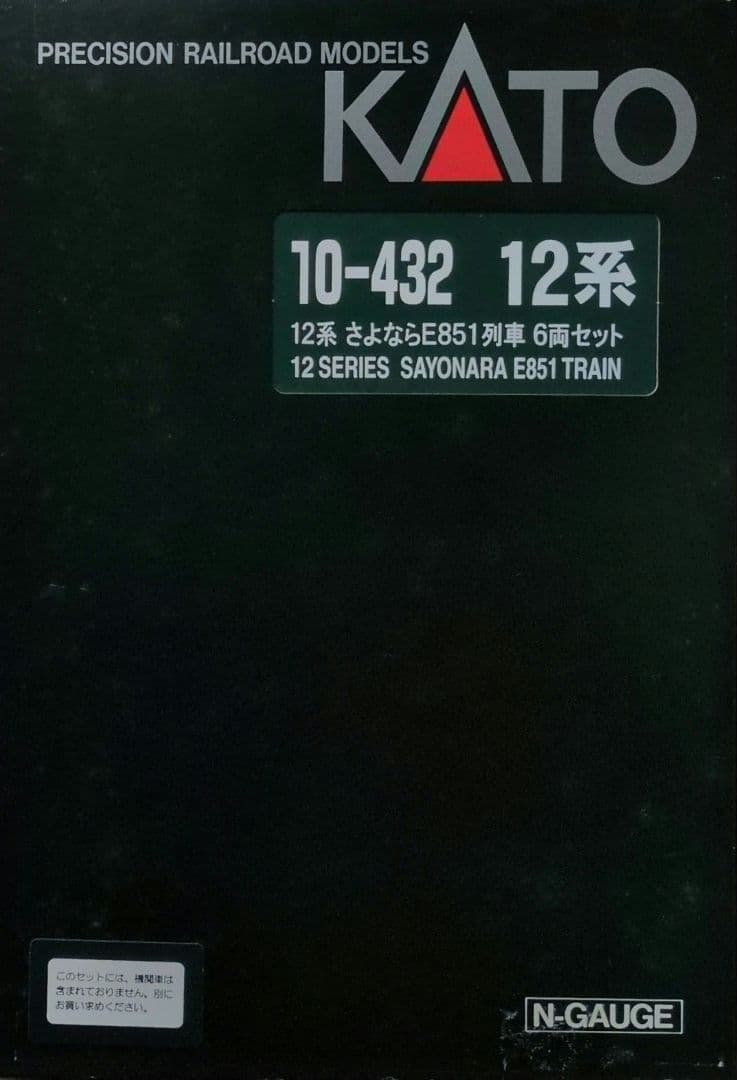 PRECISION RAILROAD MODELS
KATO
10-432 12系
12系 さよならE851列車 6両セット
12 SERIES SAYONARA E851 TRAIN
このセットには、機関車は
含まれておりません。別に
お買い求めください。
N-GAUGE